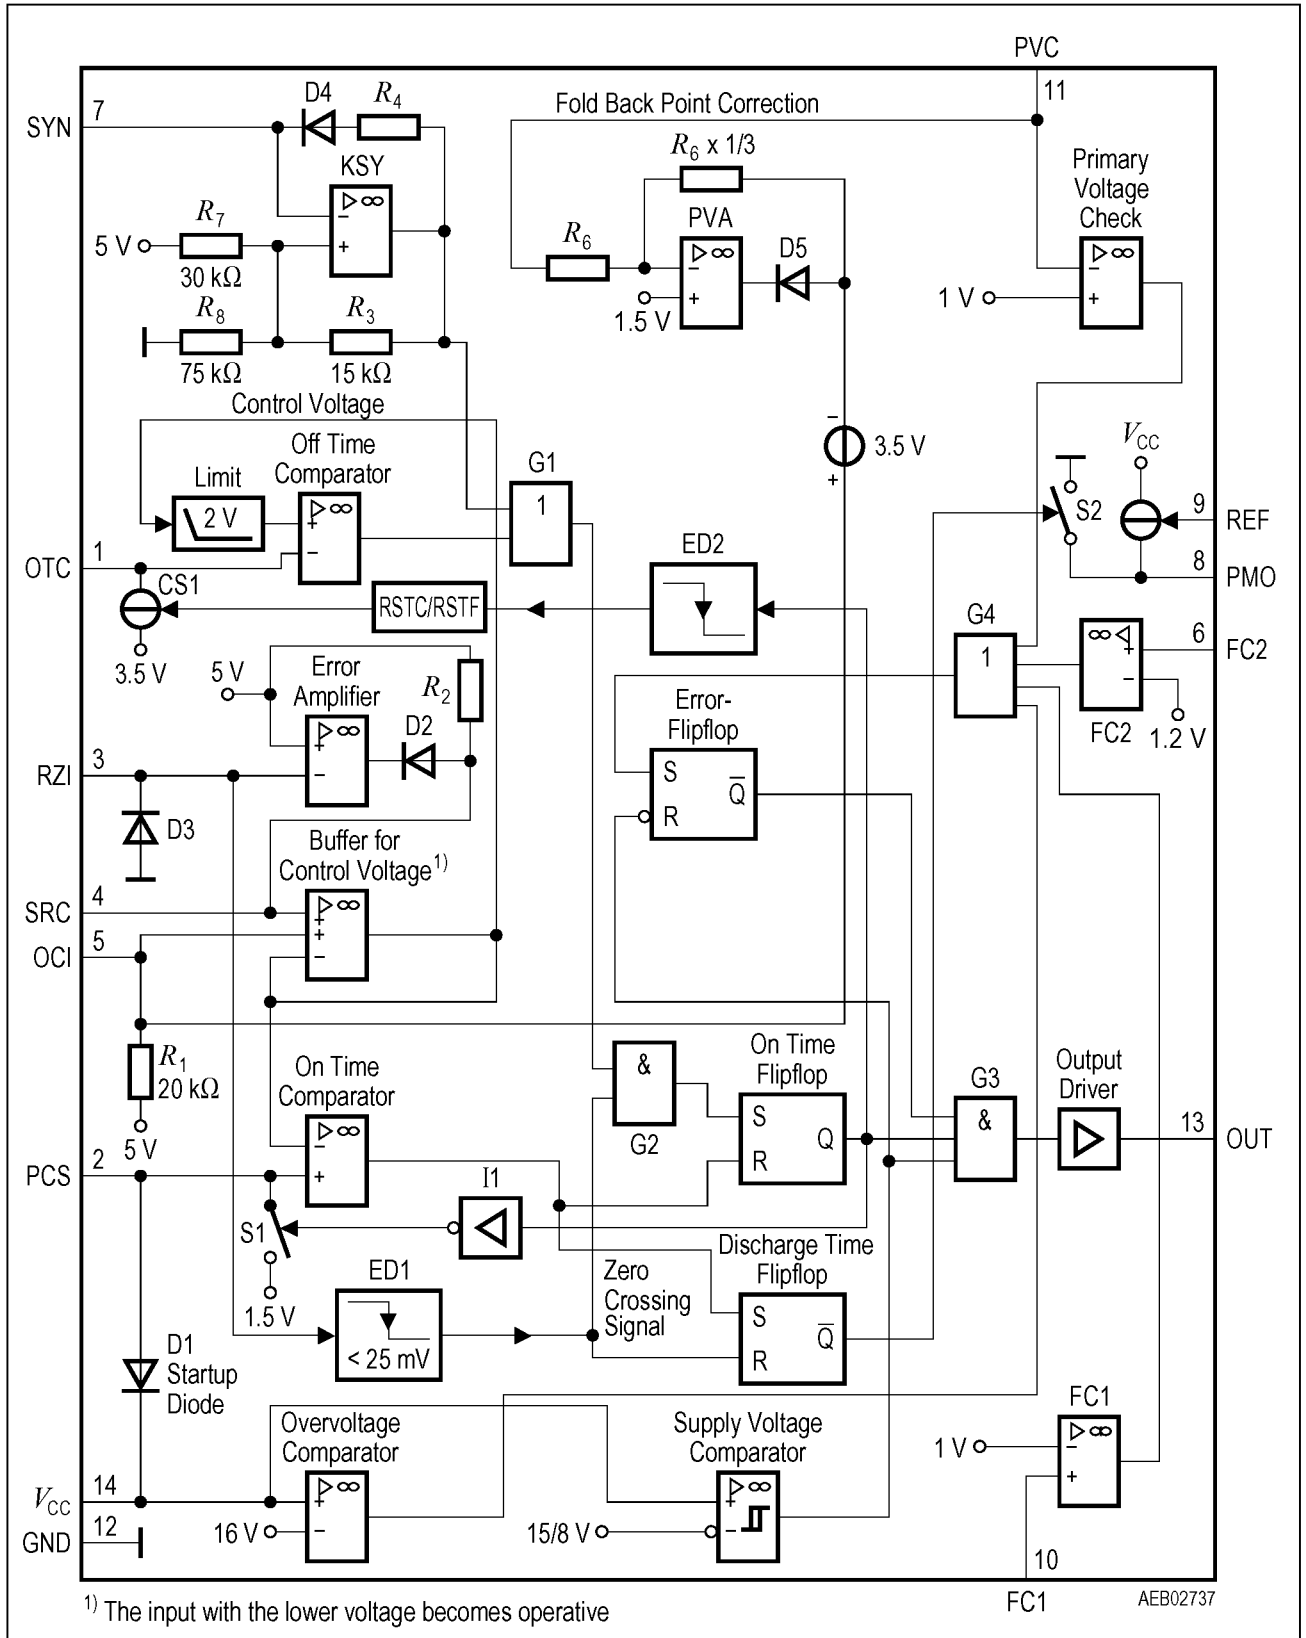 PVC
11
Fold Back Point Correction
7
SYN
D4
R4
KSY
▷∞
−
+
R7
5 V
30 kΩ
R8
75 kΩ
R3
15 kΩ
R6 x 1/3
PVA
R6
▷∞
−
+
1.5 V
D5
Primary
Voltage
Check
▷∞
−
+
1 V
Control Voltage
Off Time
Comparator
Limit
2 V
▷∞
+
−
G1
1
−
3.5 V
+
VCC
S2
9
REF
8
PMO
1
OTC
CS1
3.5 V
RSTC/RSTF
ED2
G4
1
∞◁
+
−
FC2
6
FC2
1.2 V
5 V
Error
Amplifier
R2
▷∞
+
−
D2
Error-
Flipflop
S
R
Q
3
RZI
D3
Buffer for
Control Voltage1)
▷∞
+
+
−
4
SRC
5
OCI
R1
20 kΩ
5 V
On Time
Comparator
▷∞
−
+
&
G2
On Time
Flipflop
S
R
Q
G3
&
Output
Driver
13
OUT
2
PCS
S1
1.5 V
I1
ED1
< 25 mV
Zero
Crossing
Signal
Discharge Time
Flipflop
S
R
Q
D1
Startup
Diode
Overvoltage
Comparator
▷∞
+
−
16 V
Supply Voltage
Comparator
▷∞
+
−
15/8 V
FC1
▷∞
−
+
1 V
14
VCC
12
GND
10
FC1
AEB02737
1) The input with the lower voltage becomes operative